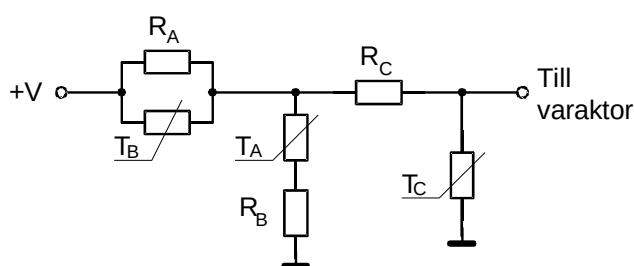 R_A
+V
T_B
T_A
R_B
R_C
T_C
Till
varaktor